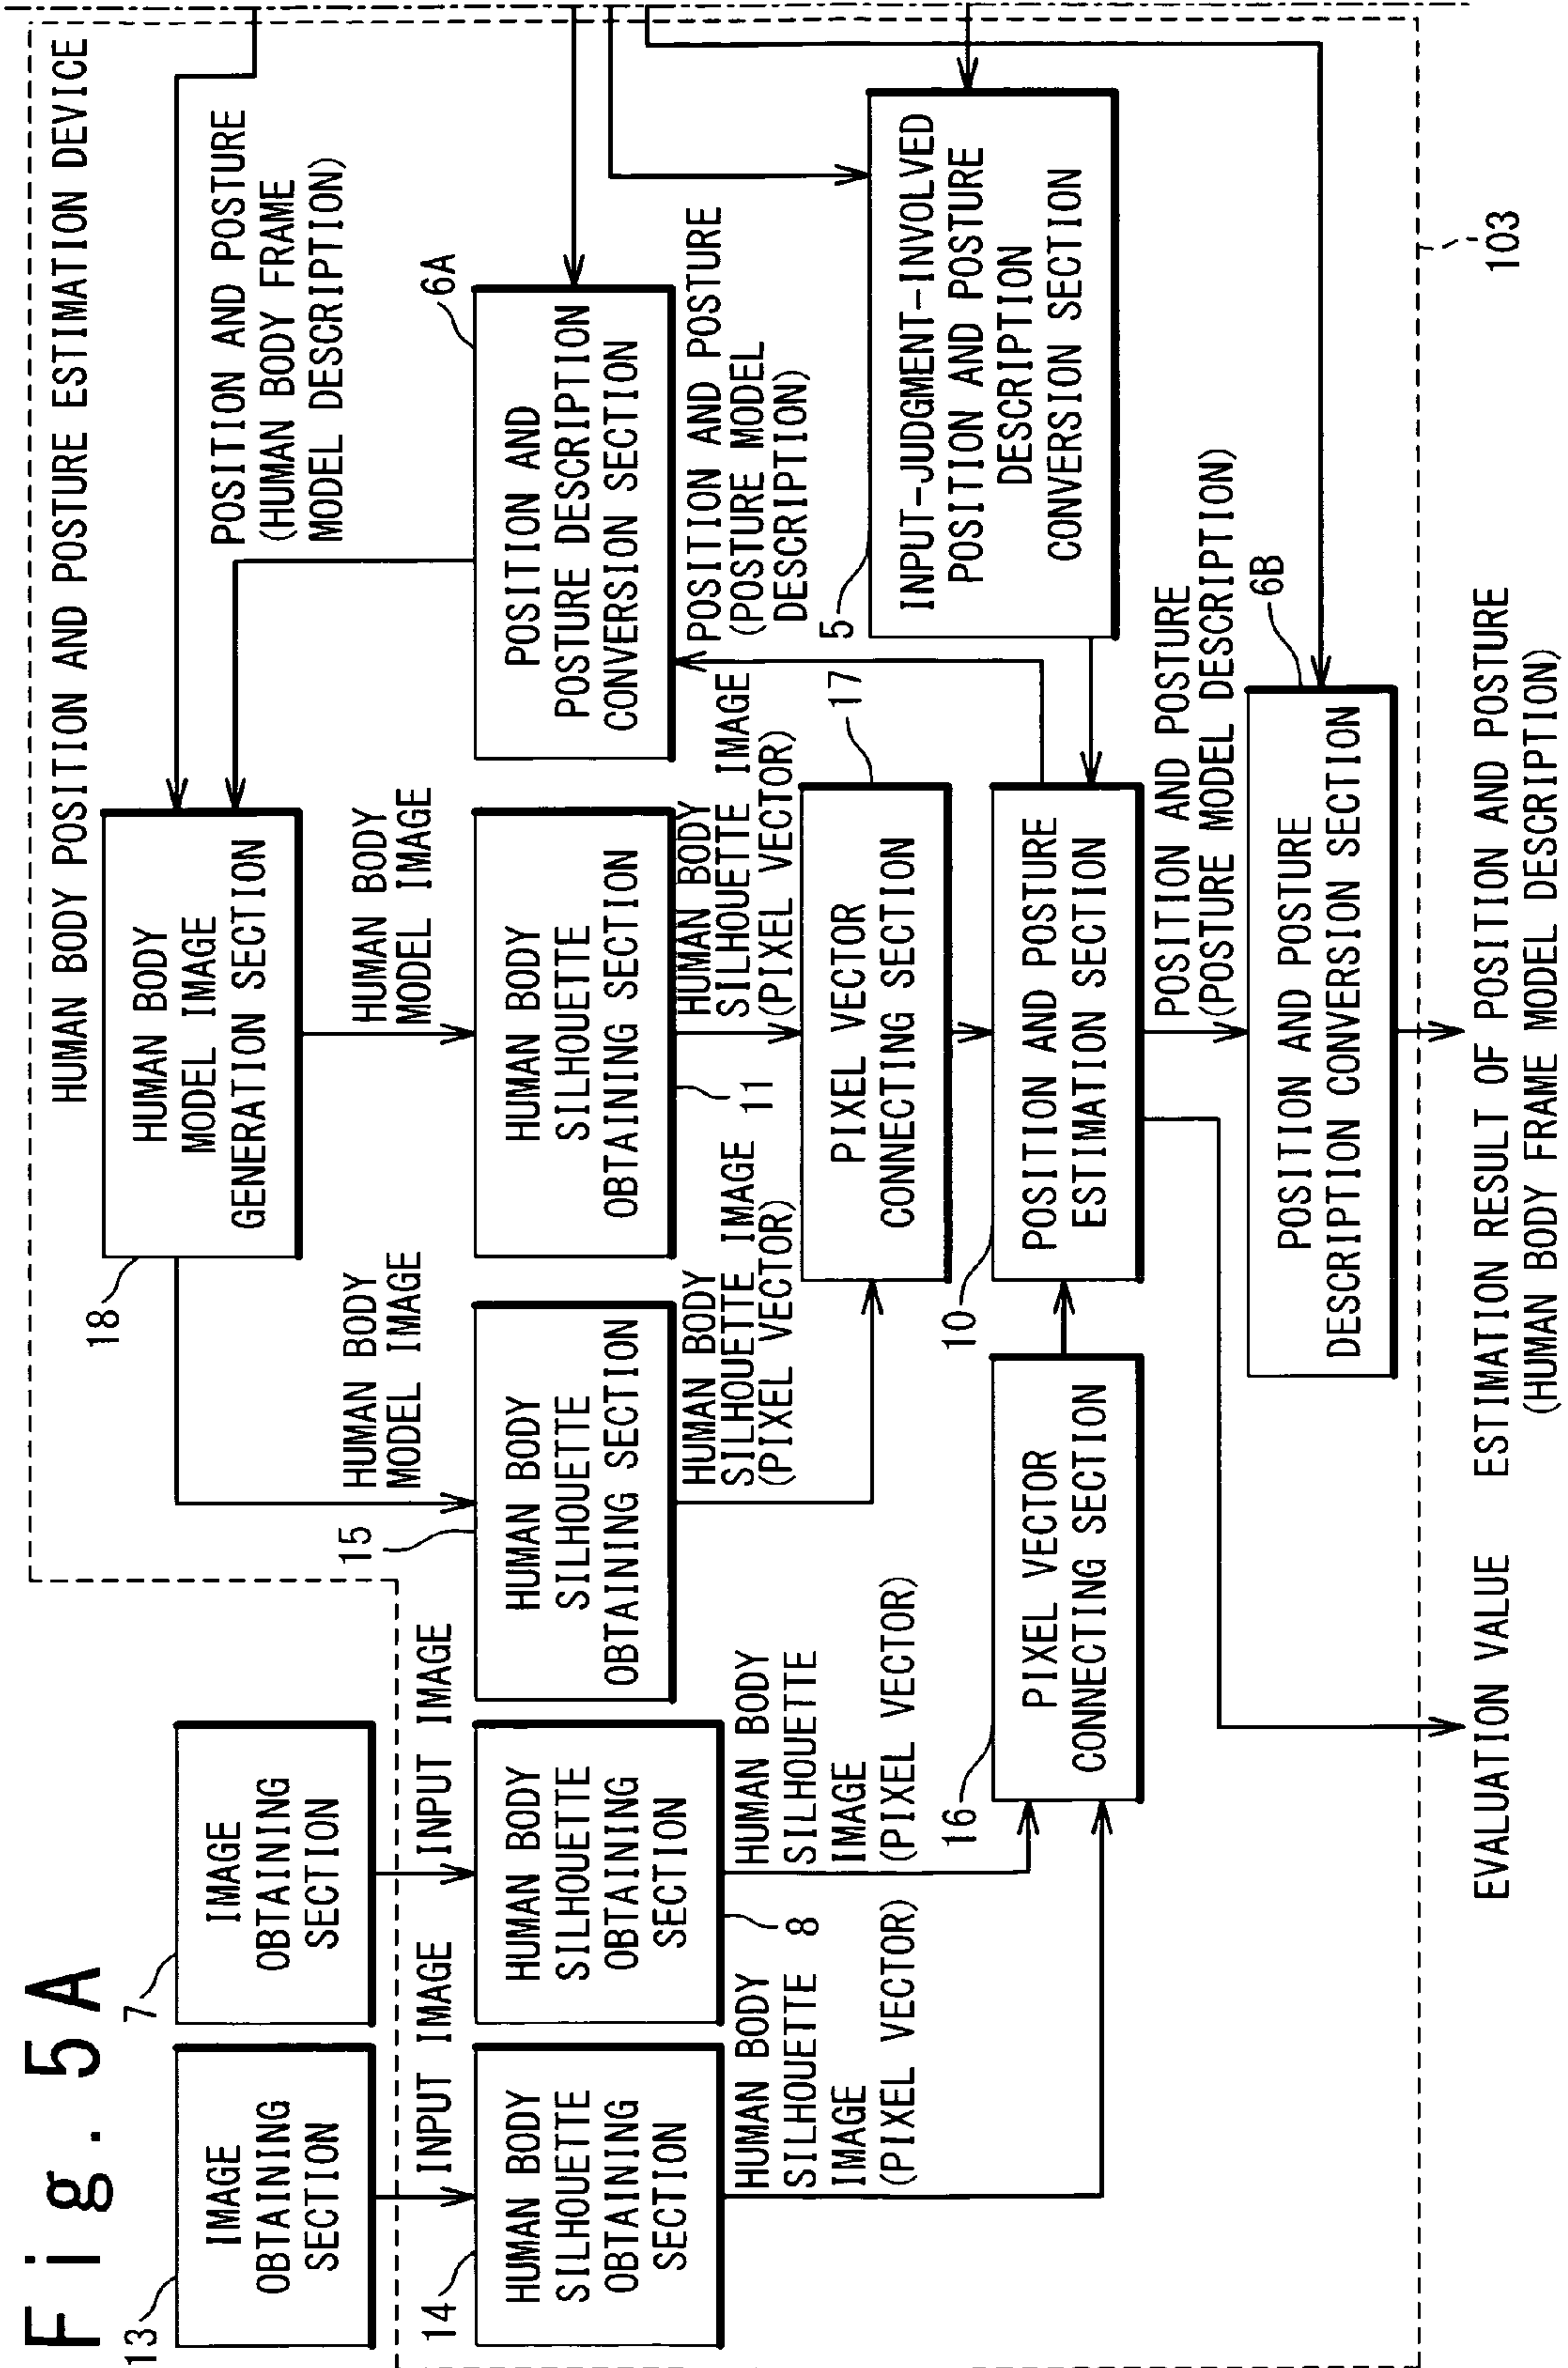 Fig. 5A
HUMAN BODY POSITION AND POSTURE ESTIMATION DEVICE
13
IMAGE
OBTAINING
SECTION
7
IMAGE
OBTAINING
SECTION
18
HUMAN BODY
MODEL IMAGE
GENERATION SECTION
POSITION AND POSTURE
(HUMAN BODY FRAME
MODEL DESCRIPTION)
INPUT IMAGE
INPUT IMAGE
HUMAN BODY
MODEL IMAGE
HUMAN BODY
MODEL IMAGE
14
HUMAN BODY
SILHOUETTE
OBTAINING
SECTION
HUMAN BODY
SILHOUETTE
OBTAINING
SECTION
8
15
HUMAN BODY
SILHOUETTE
OBTAINING SECTION
HUMAN BODY
SILHOUETTE
OBTAINING SECTION
11
6A
POSITION AND
POSTURE DESCRIPTION
CONVERSION SECTION
HUMAN BODY
SILHOUETTE
IMAGE
(PIXEL VECTOR)
HUMAN BODY
SILHOUETTE
IMAGE
(PIXEL VECTOR)
HUMAN BODY
SILHOUETTE IMAGE
(PIXEL VECTOR)
HUMAN BODY
SILHOUETTE IMAGE
(PIXEL VECTOR)
POSITION AND POSTURE
(POSTURE MODEL
DESCRIPTION)
PIXEL VECTOR
CONNECTING SECTION
17
5
INPUT-JUDGMENT-INVOLVED
POSITION AND POSTURE
DESCRIPTION
CONVERSION SECTION
16
PIXEL VECTOR
CONNECTING SECTION
10
POSITION AND POSTURE
ESTIMATION SECTION
POSITION AND POSTURE
(POSTURE MODEL DESCRIPTION)
6B
POSITION AND POSTURE
DESCRIPTION CONVERSION SECTION
103
EVALUATION VALUE
ESTIMATION RESULT OF POSITION AND POSTURE
(HUMAN BODY FRAME MODEL DESCRIPTION)